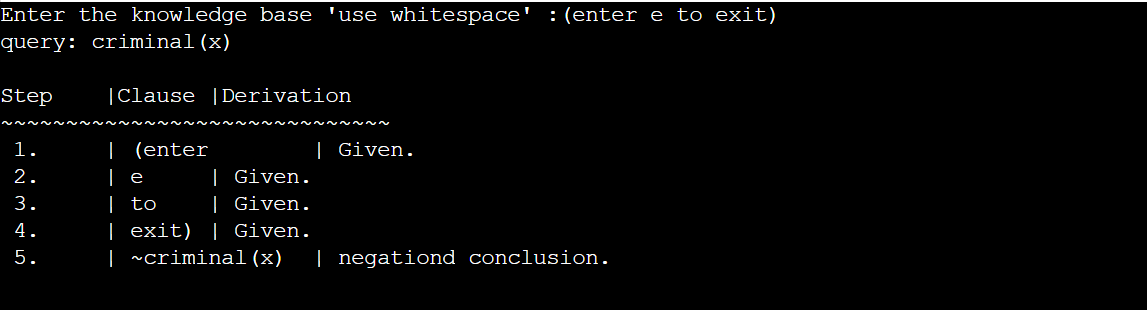 Enter the knowledge base 'use whitespace' :(enter e to exit)
query: criminal(x)
Step    |Clause |Derivation
~~~~~~~~~~~~~~~~~~~~~~~~~~~~~~
1.     | (enter        | Given.
2.     | e     | Given.
3.     | to    | Given.
4.     | exit) | Given.
5.     | ~criminal(x)  | negationd conclusion.